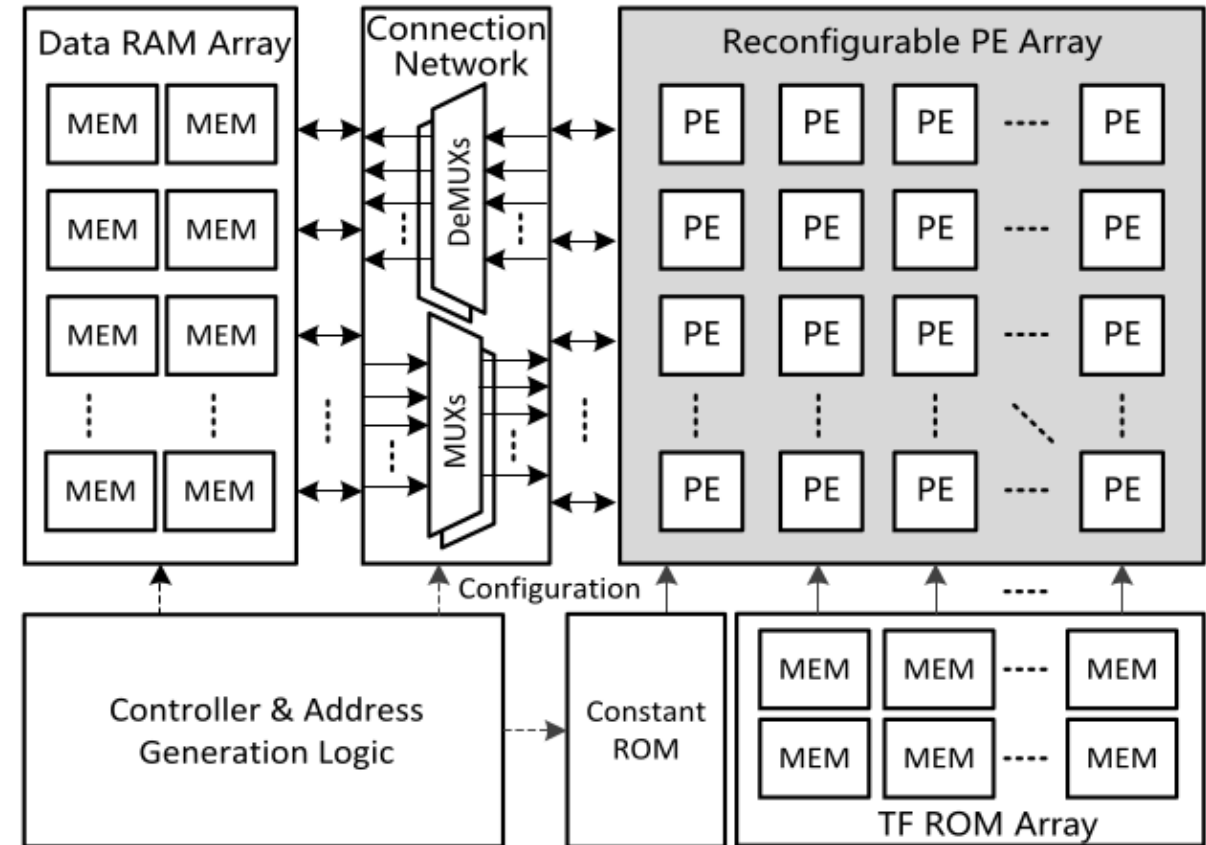 Data RAM Array
MEM MEM
MEM MEM
MEM MEM
MEM MEM
Connection
Network
DeMUXs
MUXs
Reconfigurable PE Array
PE PE PE PE
PE PE PE PE
PE PE PE PE
PE PE PE PE
Configuration
Controller & Address
Generation Logic
Constant
ROM
MEM MEM MEM
MEM MEM MEM
TF ROM Array